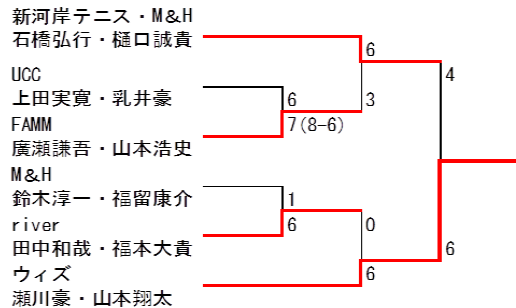 新河岸テニス・M&H
石橋弘行・樋口誠貴
6
4
UCC
上田実寛・乳井豪
6
3
FAMM
7(8-6)
廣瀬謙吾・山本浩史
M&H
鈴木淳一・福留康介
1
river
6
0
田中和哉・福本大貴
6
ウィズ
6
瀬川豪・山本翔太